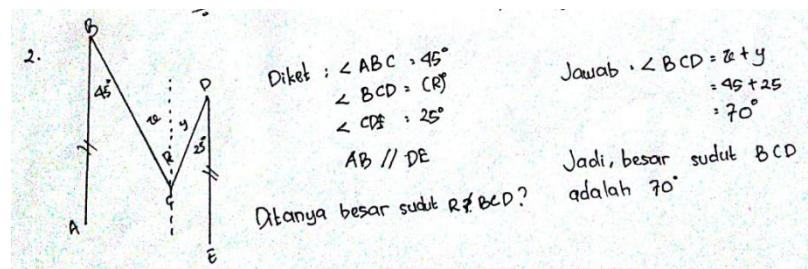 2.
B
45°
x
y
D
25°
R
C
A
E
Diket : ∠ ABC : 45°
∠ BCD = (R)°
∠ CDE : 25°
AB // DE
Ditanya besar sudut R BCD?
Jawab : ∠ BCD = x + y
= 45 + 25
= 70°
Jadi, besar sudut BCD
adalah 70°